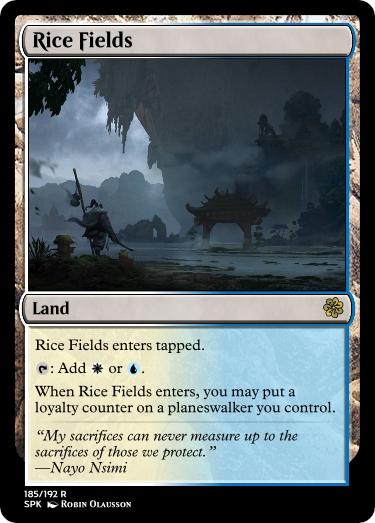 Rice Fields
Land
Rice Fields enters tapped.
: Add or .
When Rice Fields enters, you may put a
loyalty counter on a planeswalker you control.
“My sacrifices can never measure up to the
sacrifices of those we protect.”
—Nayo Nsimi
185/192 R
SPK Robin Olausson